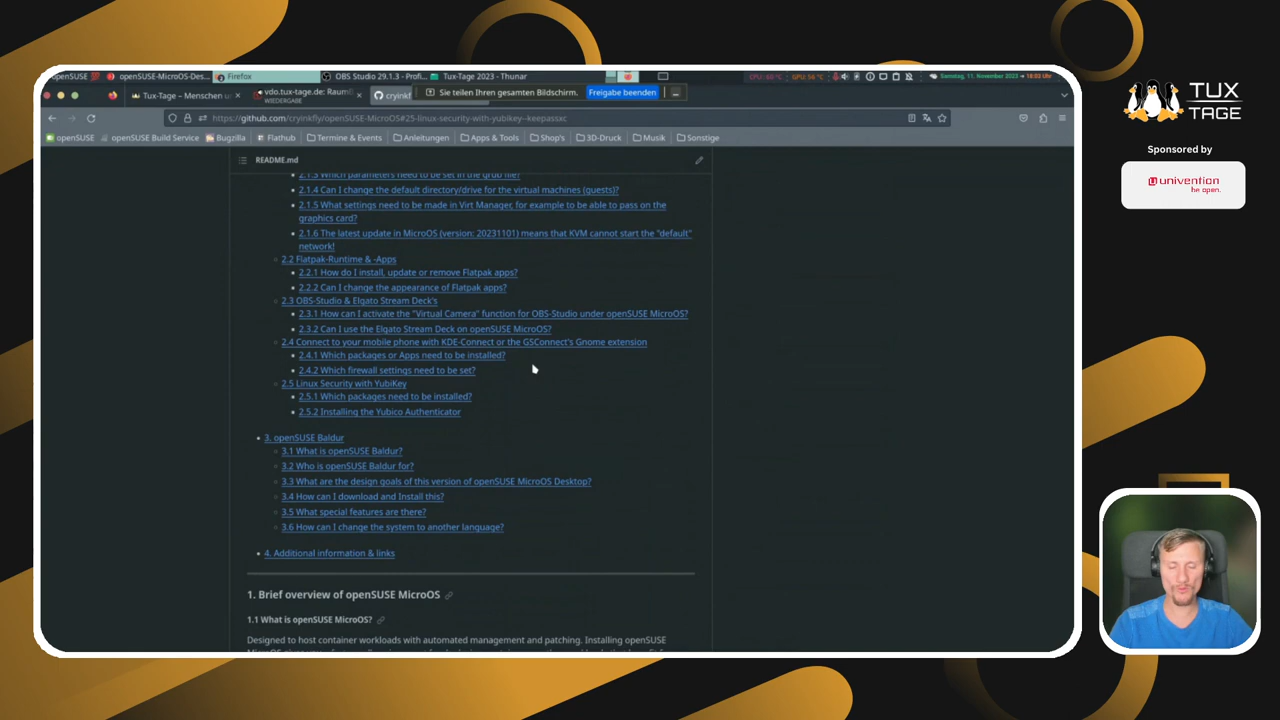 openSUSE
openSUSE-MicroOS-Des...
Firefox
OBS Studio 29.1.3 - Profi...
Tux-Tage 2023 - Thunar
CPU: 60 °C
GPU: 56 °C
Samstag, 11. November 2023
Tux-Tage – Menschen u
vdo.tux-tage.de: Raum
WIEDERGABE
cryinkf
Sie teilen Ihren gesamten Bildschirm.
Freigabe beenden
https://github.com/cryinkfly/openSUSE-MicroOS#25-linux-security-with-yubikey--keepassxc
openSUSE
openSUSE Build Service
Bugzilla
Flathub
Termine & Events
Anleitungen
Apps & Tools
Shop's
3D-Druck
Musik
Sonstige
README.md
2.1.3 Which parameters need to be set in the grub file?
2.1.4 Can I change the default directory/drive for the virtual machines (guests)?
2.1.5 What settings need to be made in Virt Manager, for example to be able to pass on the
graphics card?
2.1.6 The latest update in MicroOS (version: 20231101) means that KVM cannot start the "default"
network!
2.2 Flatpak-Runtime & -Apps
2.2.1 How do I install, update or remove Flatpak apps?
2.2.2 Can I change the appearance of Flatpak apps?
2.3 OBS-Studio & Elgato Stream Deck's
2.3.1 How can I activate the "Virtual Camera" function for OBS-Studio under openSUSE MicroOS?
2.3.2 Can I use the Elgato Stream Deck on openSUSE MicroOS?
2.4 Connect to your mobile phone with KDE-Connect or the GSConnect's Gnome extension
2.4.1 Which packages or Apps need to be installed?
2.4.2 Which firewall settings need to be set?
2.5 Linux Security with YubiKey
2.5.1 Which packages need to be installed?
2.5.2 Installing the Yubico Authenticator
3. openSUSE Baldur
3.1 What is openSUSE Baldur?
3.2 Who is openSUSE Baldur for?
3.3 What are the design goals of this version of openSUSE MicroOS Desktop?
3.4 How can I download and Install this?
3.5 What special features are there?
3.6 How can I change the system to another language?
4. Additional information & links
1. Brief overview of openSUSE MicroOS
1.1 What is openSUSE MicroOS?
Designed to host container workloads with automated management and patching. Installing openSUSE
TUX
TAGE
Sponsored by
univention
be open.